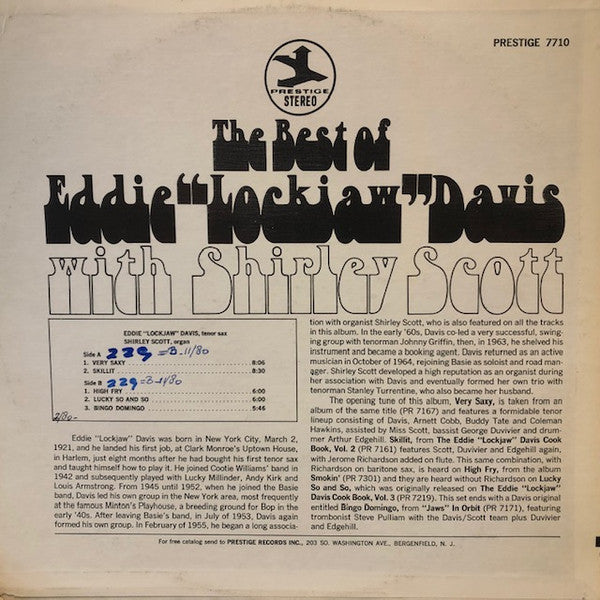 PRESTIGE 7710
PRESTIGE
STEREO
The Best of
Eddie "Lockjaw" Davis
with Shirley Scott
EDDIE "LOCKJAW" DAVIS, tenor sax
SHIRLEY SCOTT, organ
Side A 229 =B.11/80
1. VERY SAXY 8:06
2. SKILLIT 8:30
Side B 229 =B-14/80
1. HIGH FRY 6:00
2. LUCKY SO AND SO 6:00
3. BINGO DOMINGO 5:46
2/80-
Eddie "Lockjaw" Davis was born in New York City, March 2,
1921, and he landed his first job, at Clark Monroe's Uptown House,
in Harlem, just eight months after he had bought his first tenor sax
and taught himself how to play it. He joined Cootie Williams' band in
1942 and subsequently played with Lucky Millinder, Andy Kirk and
Louis Armstrong. From 1945 until 1952, when he joined the Basie
band, Davis led his own group in the New York area, most frequently
at the famous Minton's Playhouse, a breeding ground for Bop in the
early '40s. After leaving Basie's band, in July of 1953, Davis again
formed his own group. In February of 1955, he began a long associa-
tion with organist Shirley Scott, who is also featured on all the tracks
in this album. In the early '60s, Davis co-led a very successful, swing-
ing group with tenorman Johnny Griffin, then, in 1963, he shelved his
instrument and became a booking agent. Davis returned as an active
musician in October of 1964, rejoining Basie as soloist and road man-
ager. Shirley Scott developed a high reputation as an organist during
her association with Davis and eventually formed her own trio with
tenorman Stanley Turrentine, who also became her husband.
The opening tune of this album, Very Saxy, is taken from an
album of the same title (PR 7167) and features a formidable tenor
lineup consisting of Davis, Arnett Cobb, Buddy Tate and Coleman
Hawkins, assisted by Miss Scott, bassist George Duvivier and drum-
mer Arthur Edgehill. Skillit, from The Eddie "Lockjaw" Davis Cook
Book, Vol. 2 (PR 7161) features Scott, Duvivier and Edgehill again,
with Jerome Richardson added on flute. This same combination, with
Richardson on baritone sax, is heard on High Fry, from the album
Smokin' (PR 7301) and they are heard without Richardson on Lucky
So and So, which was originally released on The Eddie "Lockjaw"
Davis Cook Book, Vol. 3 (PR 7219). This set ends with a Davis original
entitled Bingo Domingo, from "Jaws" In Orbit (PR 7171), featuring
trombonist Steve Pulliam with the Davis/Scott team plus Duvivier
and Edgehill.
For free catalog send to PRESTIGE RECORDS INC., 203 SO. WASHINGTON AVE., BERGENFIELD, N. J.